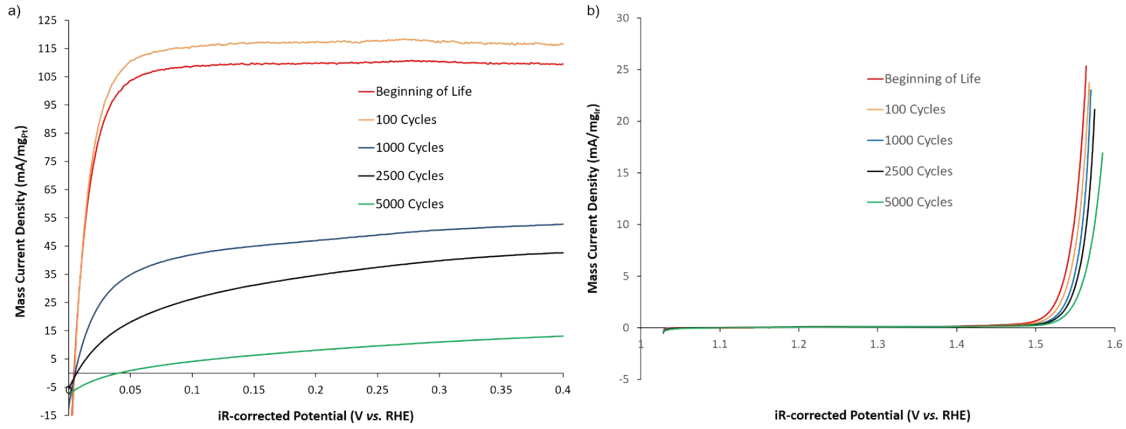 a)
125
115
105
95
85
75
65
55
45
35
25
15
5
-5
-15
Mass Current Density (mA/mgPt)
0
0.05
0.1
0.15
0.2
0.25
0.3
0.35
0.4
iR-corrected Potential (V vs. RHE)
Beginning of Life
100 Cycles
1000 Cycles
2500 Cycles
5000 Cycles
b)
30
25
20
15
10
5
0
-5
Mass Current Density (mA/mgIr)
1
1.1
1.2
1.3
1.4
1.5
1.6
iR-corrected Potential (V vs. RHE)
Beginning of Life
100 Cycles
1000 Cycles
2500 Cycles
5000 Cycles